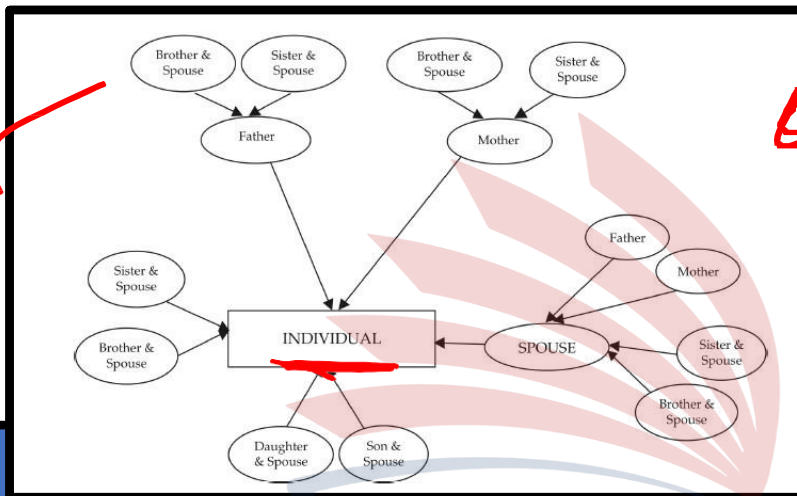 Brother &
Spouse
Sister &
Spouse
Brother &
Spouse
Sister &
Spouse
Father
Mother
Father
Mother
Sister &
Spouse
Brother &
Spouse
INDIVIDUAL
SPOUSE
Sister &
Spouse
Brother &
Spouse
Daughter
& Spouse
Son &
Spouse